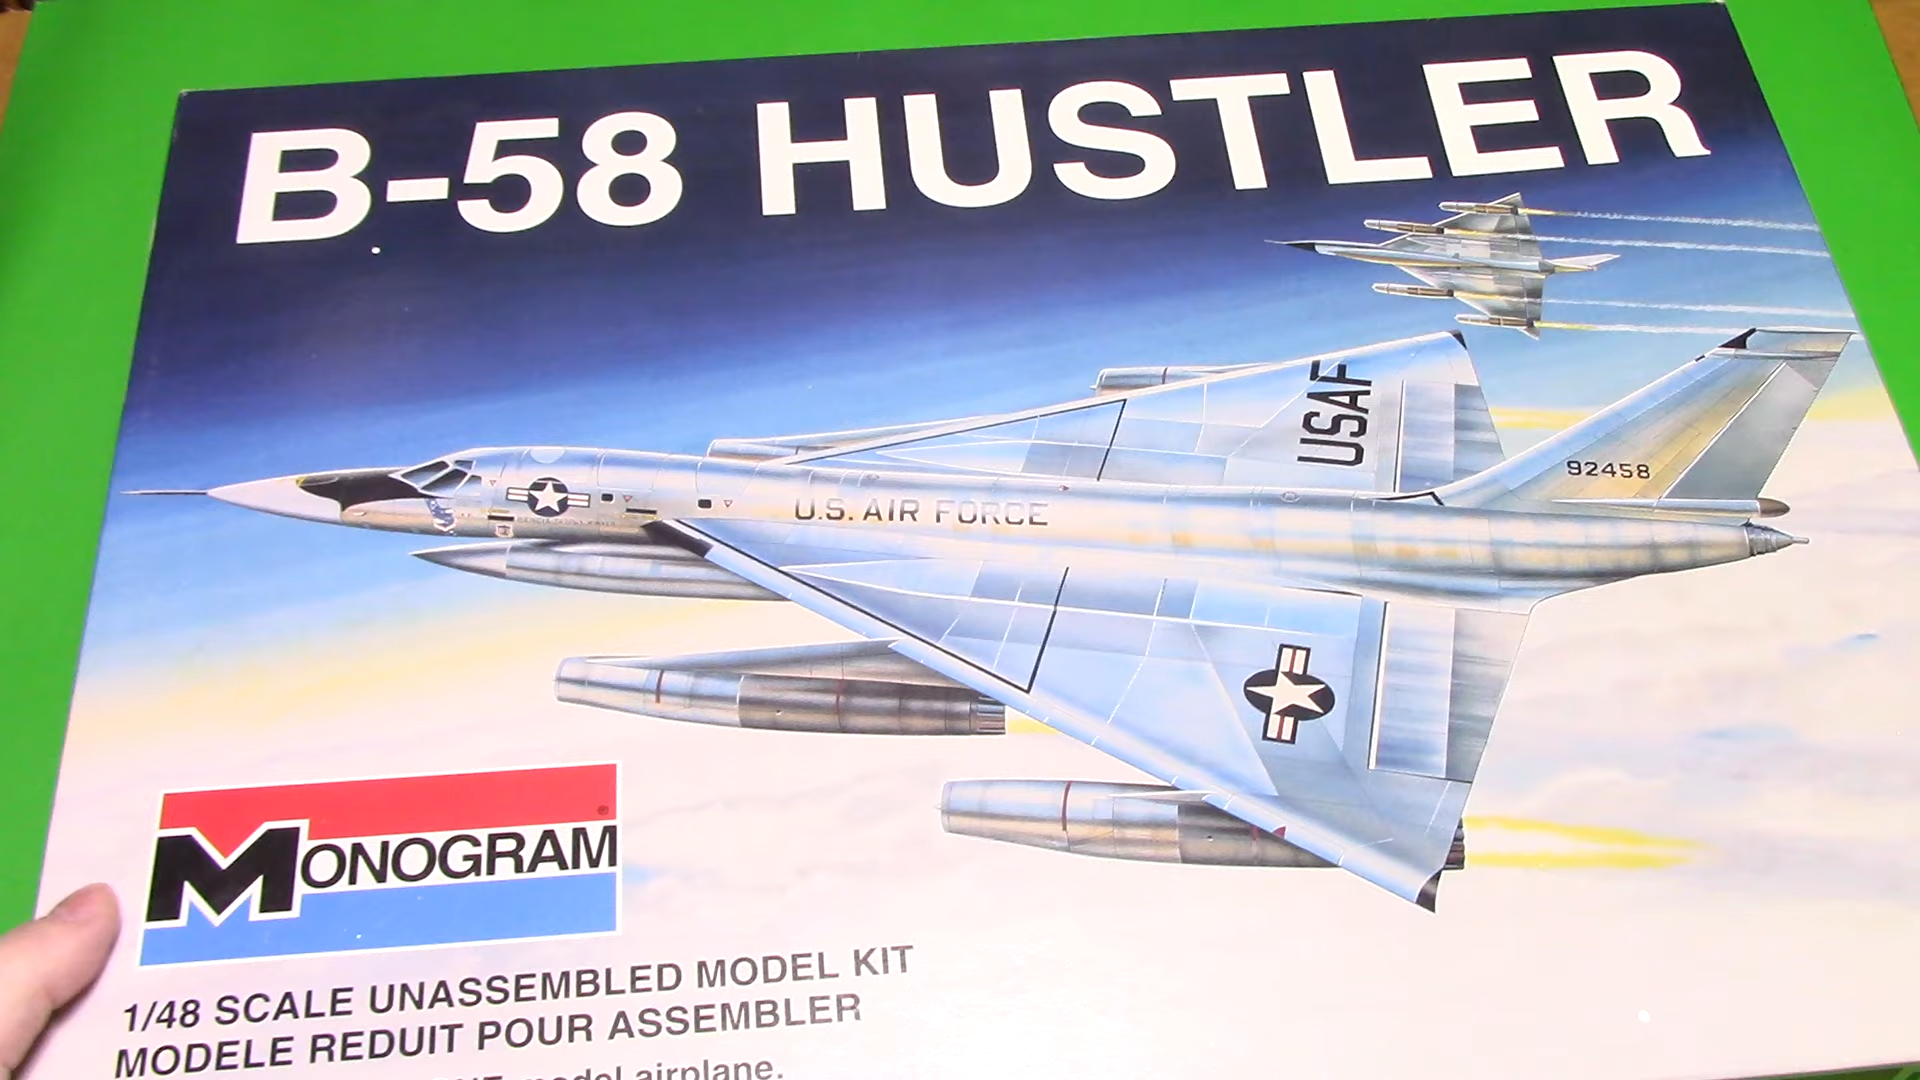 B-58 HUSTLER
USAF
92458
U.S. AIR FORCE
MONOGRAM
1/48 SCALE UNASSEMBLED MODEL KIT
MODELE REDUIT POUR ASSEMBLER
model airplane.